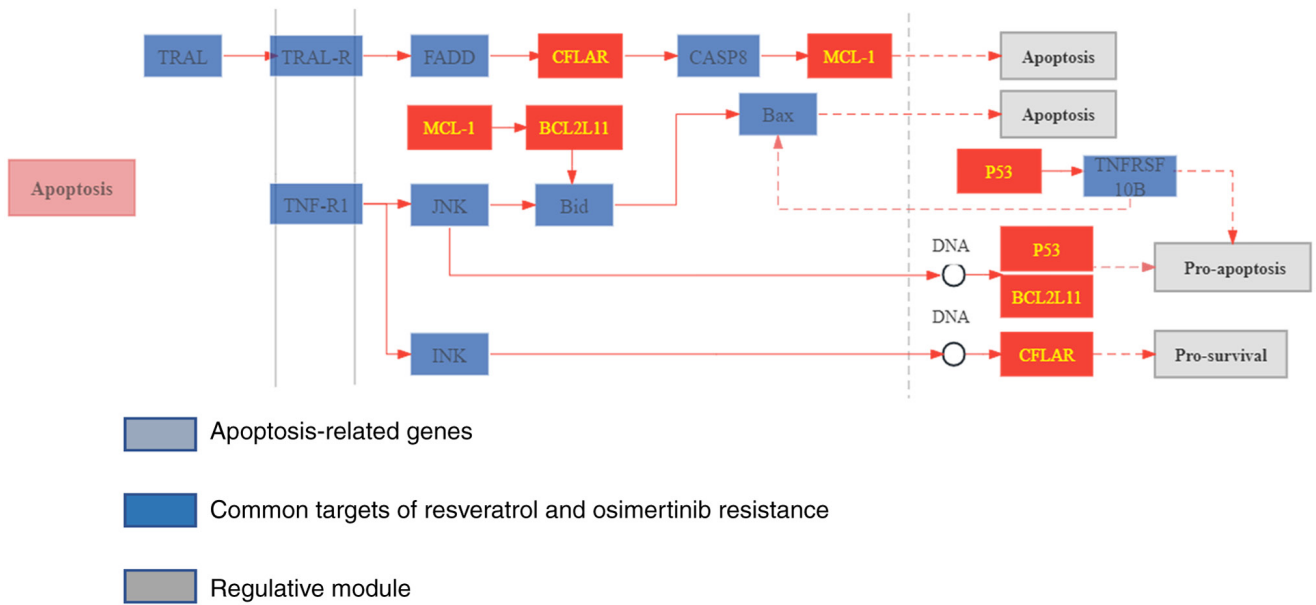 TRAL
TRAL-R
FADD
CFLAR
CASP8
MCL-1
Apoptosis
MCL-1
BCL2L11
Bax
Apoptosis
Apoptosis
P53
TNFRSF
10B
TNF-R1
JNK
Bid
DNA
P53
BCL2L11
Pro-apoptosis
DNA
INK
CFLAR
Pro-survival
Apoptosis-related genes
Common targets of resveratrol and osimertinib resistance
Regulative module